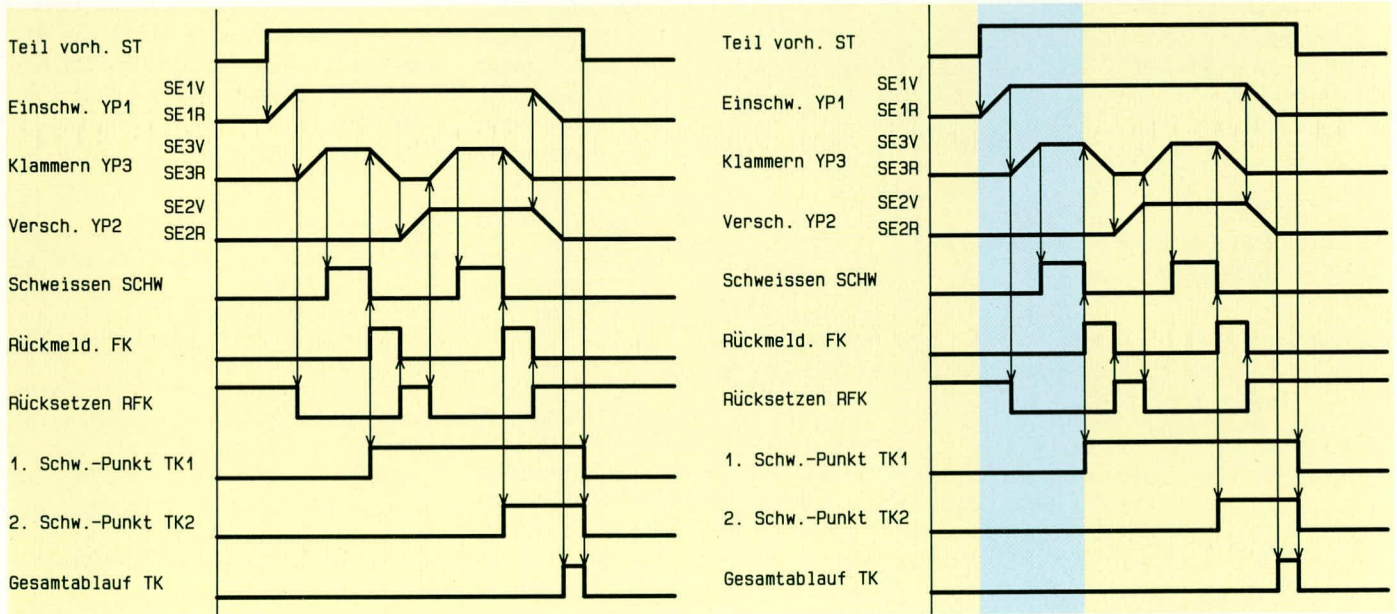 Teil vorh. ST
Einschw. YP1
SE1V
SE1R
Klammern YP3
SE3V
SE3R
Versch. YP2
SE2V
SE2R
Schweissen SCHW
Rückmeld. FK
Rücksetzen RFK
1. Schw.-Punkt TK1
2. Schw.-Punkt TK2
Gesamtablauf TK
Teil vorh. ST
Einschw. YP1
SE1V
SE1R
Klammern YP3
SE3V
SE3R
Versch. YP2
SE2V
SE2R
Schweissen SCHW
Rückmeld. FK
Rücksetzen RFK
1. Schw.-Punkt TK1
2. Schw.-Punkt TK2
Gesamtablauf TK